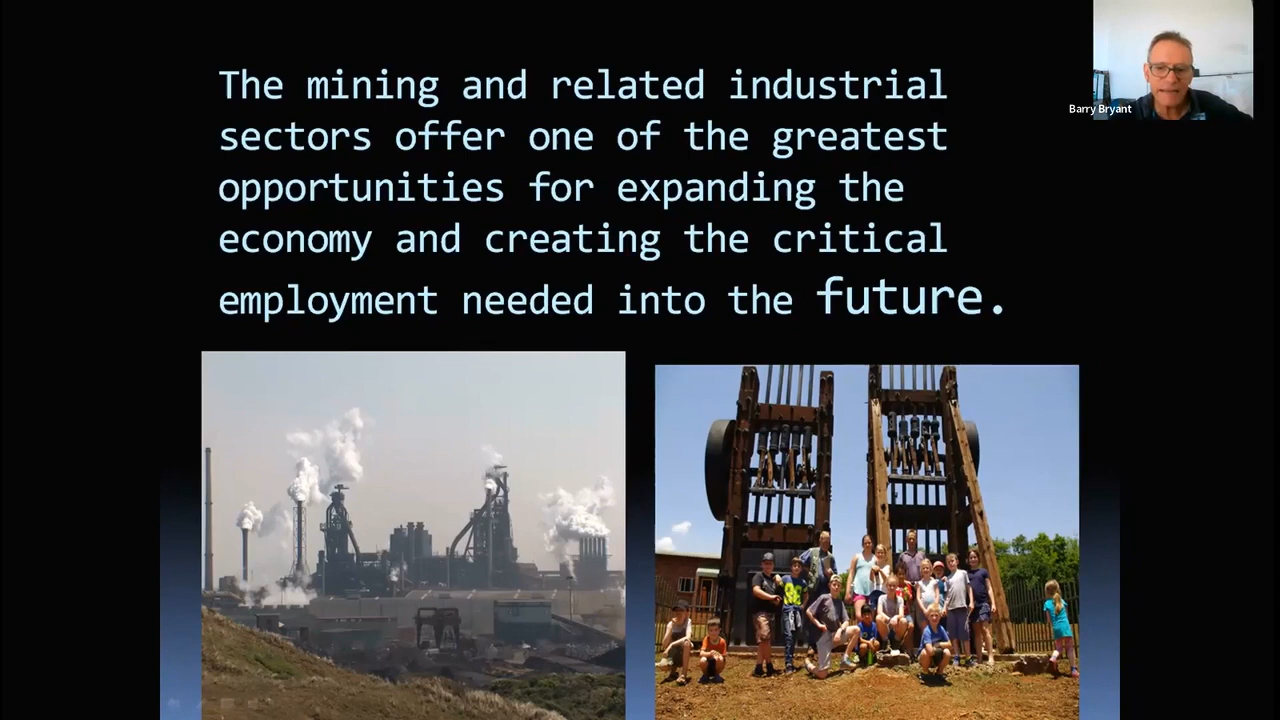 The mining and related industrial
sectors offer one of the greatest
opportunities for expanding the
economy and creating the critical
employment needed into the future.
Barry Bryant